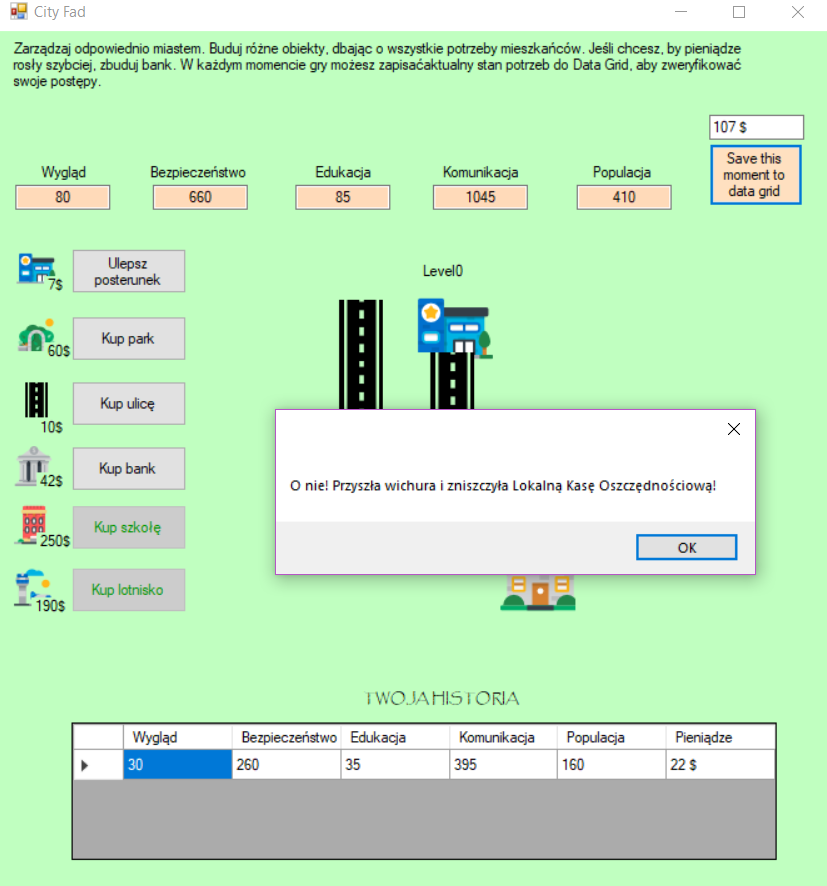 City Fad
Zarządzaj odpowiednio miastem. Buduj różne obiekty, dbając o wszystkie potrzeby mieszkańców. Jeśli chcesz, by pieniądze
rosły szybciej, zbuduj bank. W każdym momencie gry możesz zapisaćaktualny stan potrzeb do Data Grid, aby zweryfikować
swoje postępy.
107 $
Save this
moment to
data grid
Wygląd Bezpieczeństwo Edukacja Komunikacja Populacja
80 660 85 1045 410
Ulepsz
posterunek
7$
Level0
Kup park
60$
Kup ulicę
10$
Kup bank
42$
Kup szkołę
250$
Kup lotnisko
190$
O nie! Przyszła wichura i zniszczyła Lokalną Kasę Oszczędnościową!
OK
TWOJA HISTORIA
Wygląd Bezpieczeństwo Edukacja Komunikacja Populacja Pieniądze
30 260 35 395 160 22 $